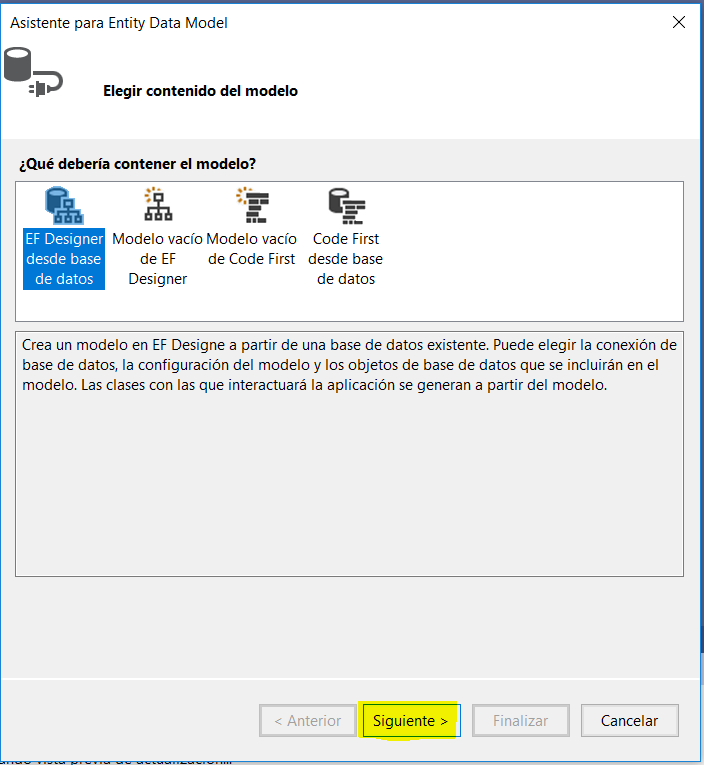 Asistente para Entity Data Model
Elegir contenido del modelo
¿Qué debería contener el modelo?
EF Designer
desde base
de datos
Modelo vacío
de EF
Designer
Modelo vacío
de Code First
Code First
desde base
de datos
Crea un modelo en EF Designe a partir de una base de datos existente. Puede elegir la conexión de
base de datos, la configuración del modelo y los objetos de base de datos que se incluirán en el
modelo. Las clases con las que interactuará la aplicación se generan a partir del modelo.
< Anterior
Siguiente >
Finalizar
Cancelar
vista previa de actualización...